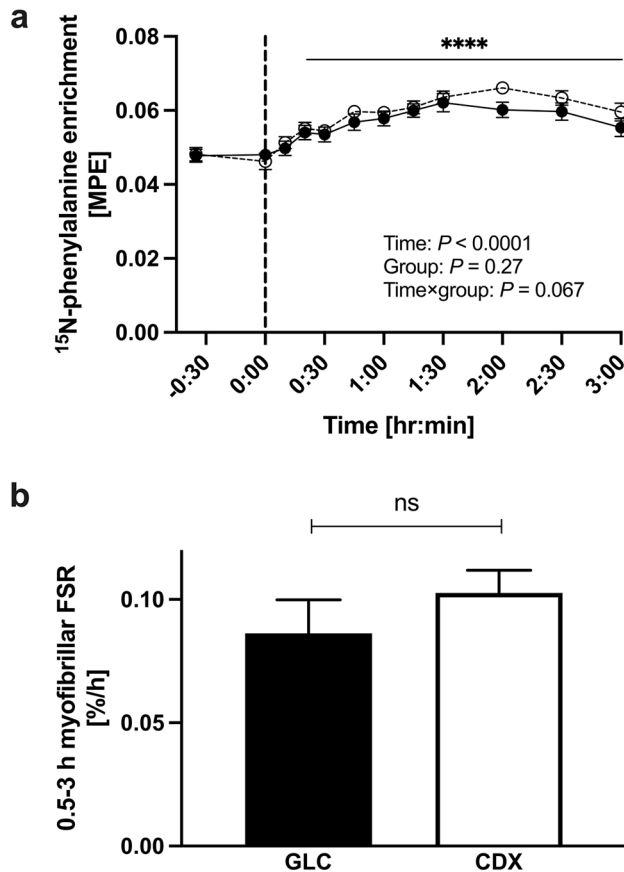 a
0.08
0.06
0.04
0.02
0.00
¹⁵N-phenylalanine enrichment
[MPE]
****
Time: P < 0.0001
Group: P = 0.27
Time×group: P = 0.067
-0:30 0:00 0:30 1:00 1:30 2:00 2:30 3:00
Time [hr:min]
b
ns
0.10
0.05
0.00
0.5-3 h myofibrillar FSR
[%/h]
GLC CDX